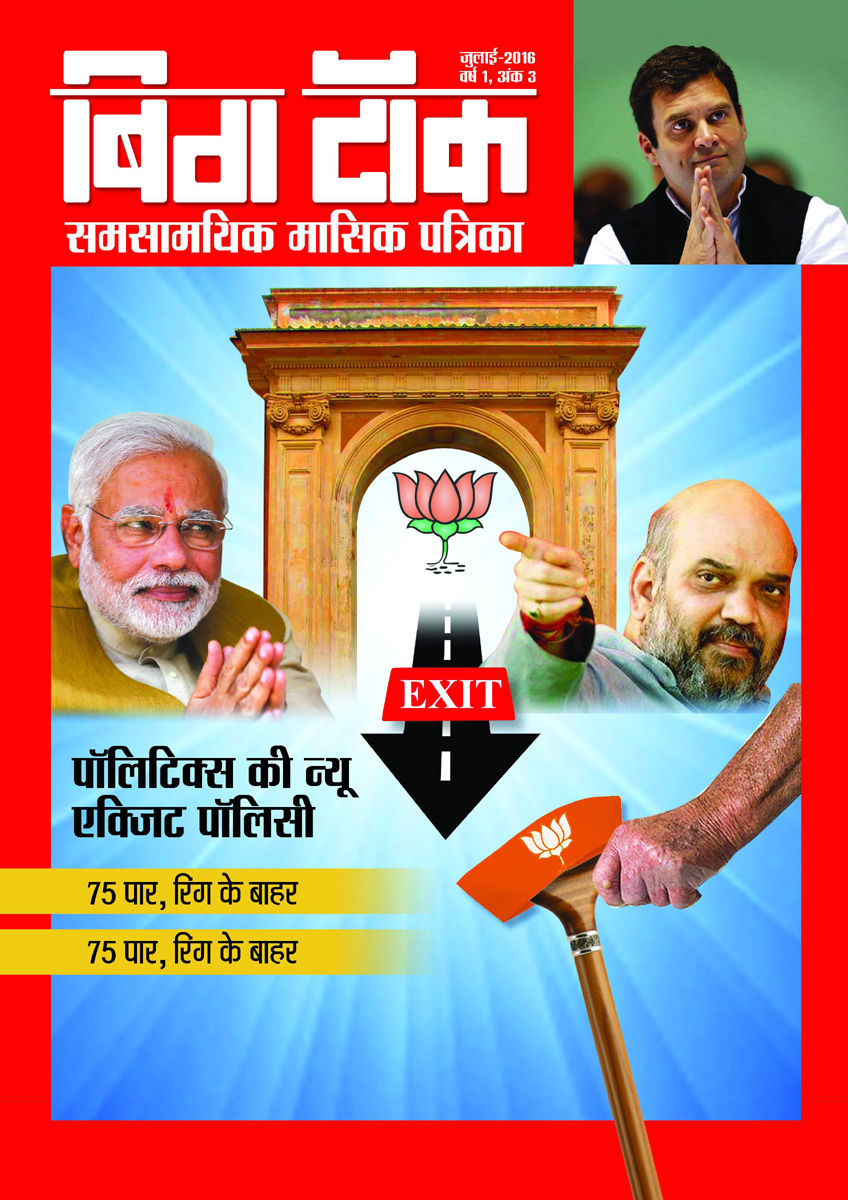 जुलाई-2016
वर्ष 1, अंक 3
बिग टॉक
समसामयिक मासिक पत्रिका
EXIT
पॉलिटिक्स की न्यू
एक्जिट पॉलिसी
75 पार, रिंग के बाहर
75 पार, रिंग के बाहर